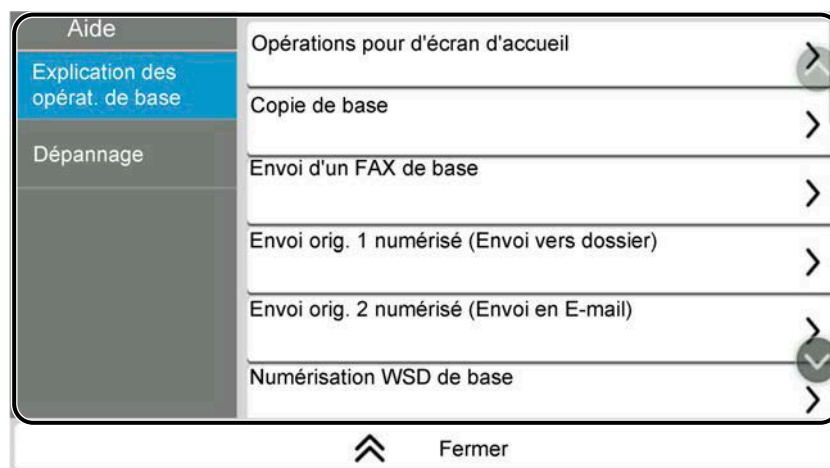 Aide
Explication des
opérat. de base
Dépannage
Opérations pour d'écran d'accueil
Copie de base
Envoi d'un FAX de base
Envoi orig. 1 numérisé (Envoi vers dossier)
Envoi orig. 2 numérisé (Envoi en E-mail)
Numérisation WSD de base
Fermer